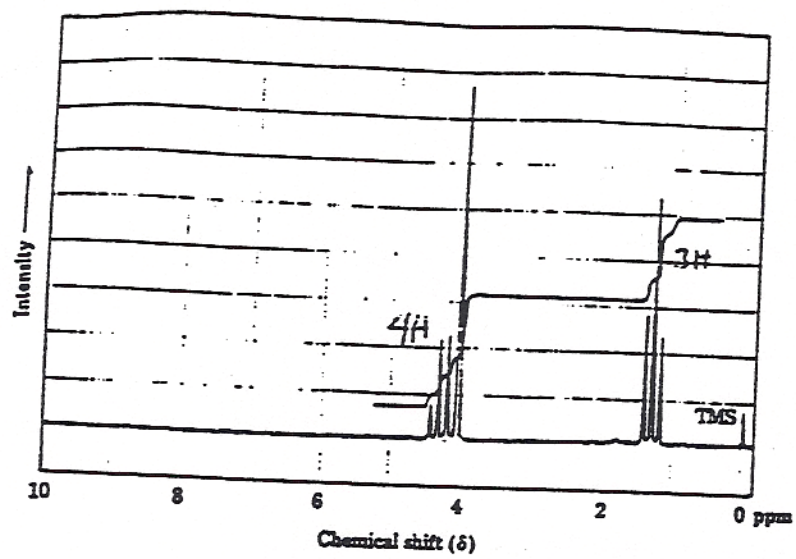 Intensity
4H
3H
TMS
10 8 6 4 2 0 ppm
Chemical shift (δ)